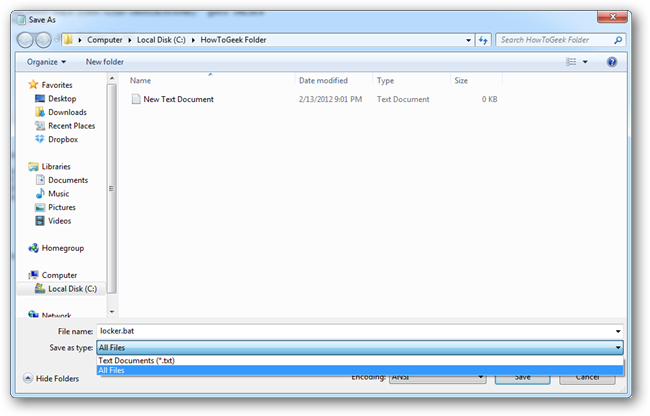 Save As
Computer ▸ Local Disk (C:) ▸ HowToGeek Folder
Search HowToGeek Folder
Organize New folder
Name Date modified Type Size
New Text Document 2/13/2012 9:01 PM Text Document 0 KB
Favorites
Desktop
Downloads
Recent Places
Dropbox
Libraries
Documents
Music
Pictures
Videos
Homegroup
Computer
Local Disk (C:)
Network
File name: locker.bat
Save as type: All Files
Text Documents (*.txt)
All Files
Hide Folders
Encoding: ANSI Save Cancel